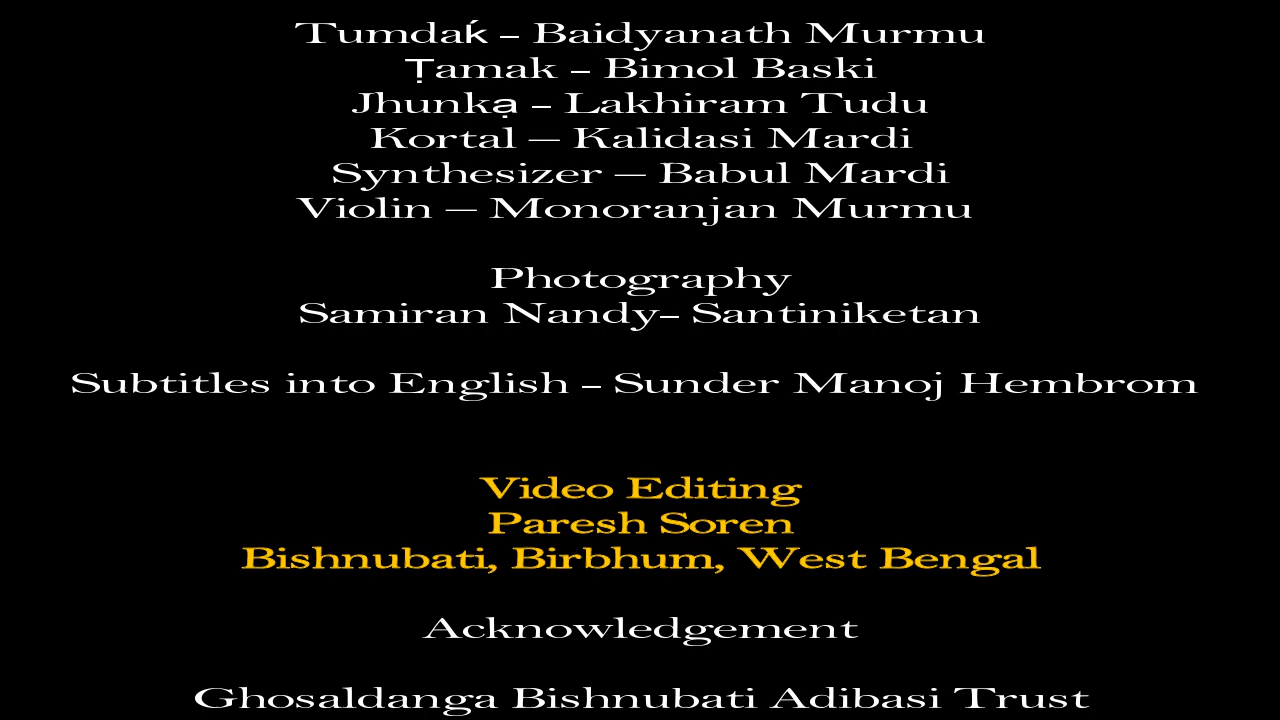 Tumdaḱ – Baidyanath Murmu
Ṭamak – Bimol Baski
Jhunkạ – Lakhiram Tudu
Kortal — Kalidasi Mardi
Synthesizer — Babul Mardi
Violin — Monoranjan Murmu
Photography
Samiran Nandy– Santiniketan
Subtitles into English – Sunder Manoj Hembrom
Video Editing
Paresh Soren
Bishnubati, Birbhum, West Bengal
Acknowledgement
Ghosaldanga Bishnubati Adibasi Trust